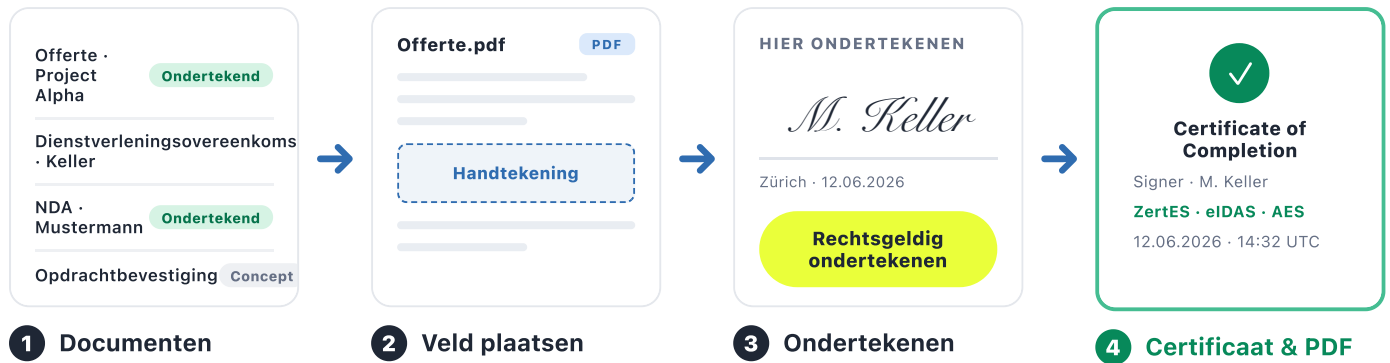 Offerte ·
Project
Alpha
Ondertekend
Dienstverleningsovereenkoms
· Keller
NDA ·
Mustermann
Ondertekend
Opdrachtbevestiging
Concept
1 Documenten
Offerte.pdf
PDF
Handtekening
2 Veld plaatsen
HIER ONDERTEKENEN
M. Keller
Zürich · 12.06.2026
Rechtsgeldig
ondertekenen
3 Ondertekenen
Certificate of
Completion
Signer · M. Keller
ZertES · eIDAS · AES
12.06.2026 · 14:32 UTC
4 Certificaat & PDF